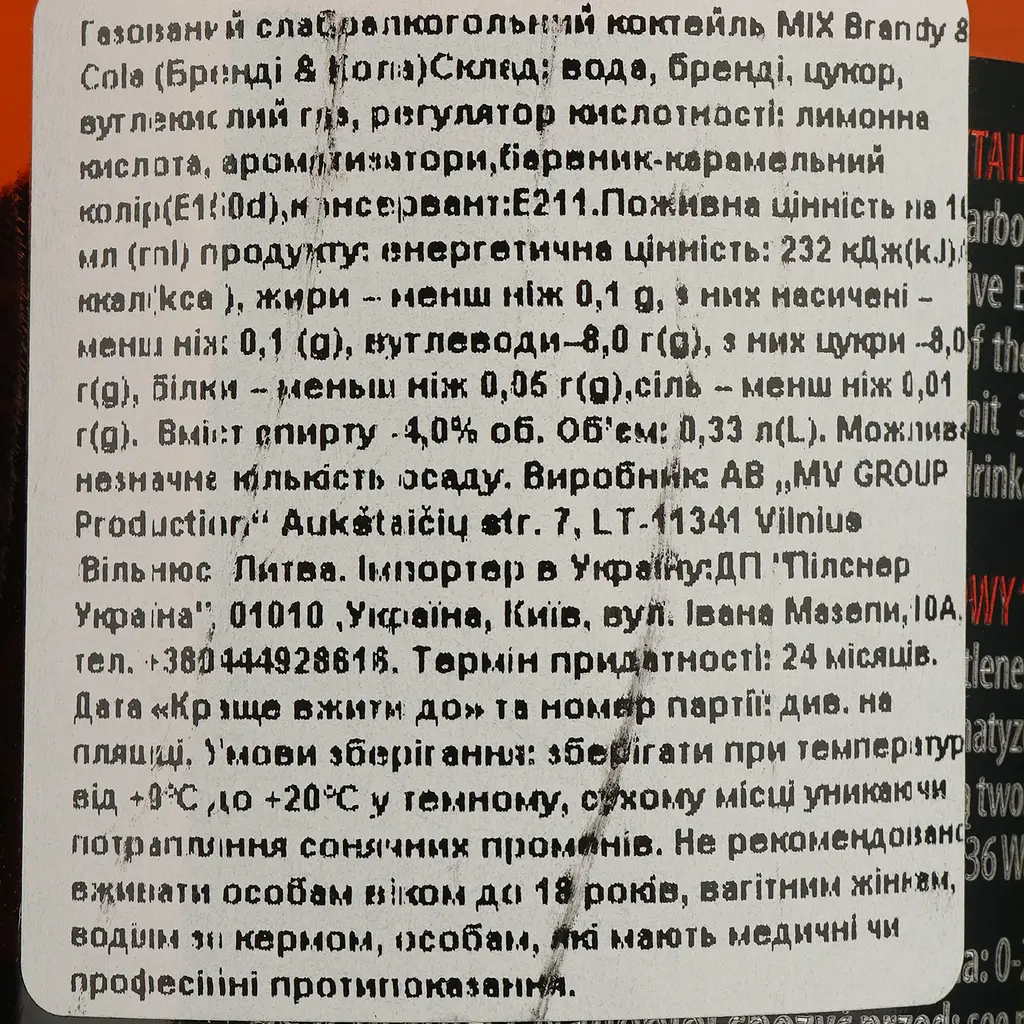 Газований слабоалкогольний коктейль MIX Brandy &
Cola (Бренді & Кола)Склад: вода, бренді, цукор,
вуглекислий газ, регулятор кислотності: лимонна
кислота, ароматизатори,барвник-карамельний
колір(E150d),консервант:E211.Поживна цінність на
мл (ml) продукту: енергетична цінність: 232 кДж(kJ)/
ккал(kca ), жири – менш ніж 0,1 g, з них насичені –
менш ніж 0,1 (g), вуглеводи–8,0 г(g), з них цукри –8,0
г(g), білки – меньш ніж 0,05 г(g),сіль – менш ніж 0,01
г(g). Вміст спирту -4,0% об. Об'єм: 0,33 л(L). Можлива
незначна кількість осаду. Виробник: AB „MV GROUP
Production“ Aukštaičių str. 7, LT-11341 Vilnius
Вільнюс Литва. Імпортер в Україну:ДП "Пілснер
Україна", 01010 ,Україна, Київ, вул. Івана Мазепи,10А.
тел. +380444928616. Термін придатності: 24 місяців.
Дата «Краще вжити до» та номер партії: див. на
пляшці. Умови зберігання: зберігати при температур
від +9°C до +20°C у темному, сухому місці уникаючи
потрапляння сонячних променів. Не рекомендовано
вживати особам віком до 18 років, вагітним жінкам,
водіям за кермом, особам, які мають медичні чи
професійні протипоказання.